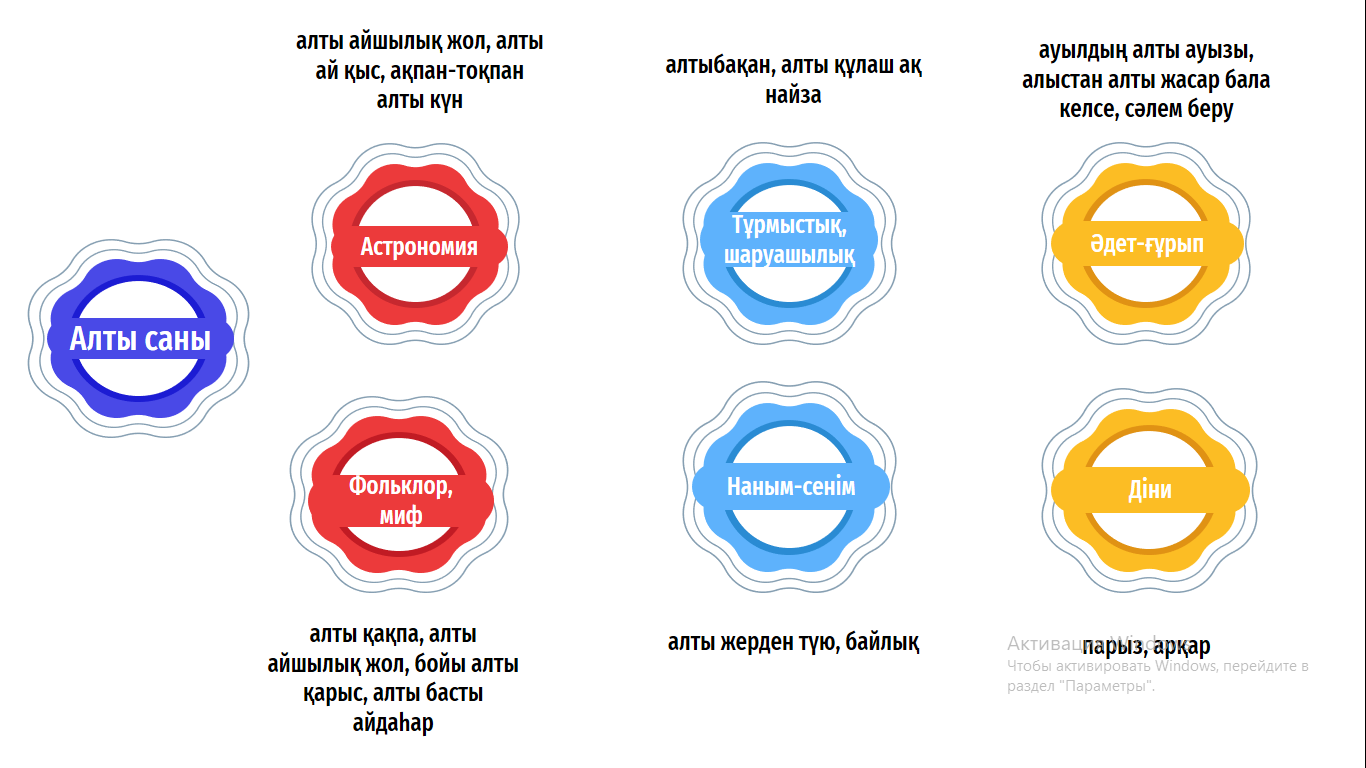 алты айшылық жол, алты
ай қыс, ақпан-тоқпан
алты күн
алтыбақан, алты құлаш ақ
найза
ауылдың алты ауызы,
алыстан алты жасар бала
келсе, сәлем беру
Астрономия
Тұрмыстық,
шаруашылық
Әдет-ғұрып
Алты саны
Фольклор,
миф
Наным-сенім
Діни
алты қақпа, алты
айшылық жол, бойы алты
қарыс, алты басты
айдаһар
алты жерден түю, байлық
парыз, арқар
Активация Windows
Чтобы активировать Windows, перейдите в
раздел "Параметры".